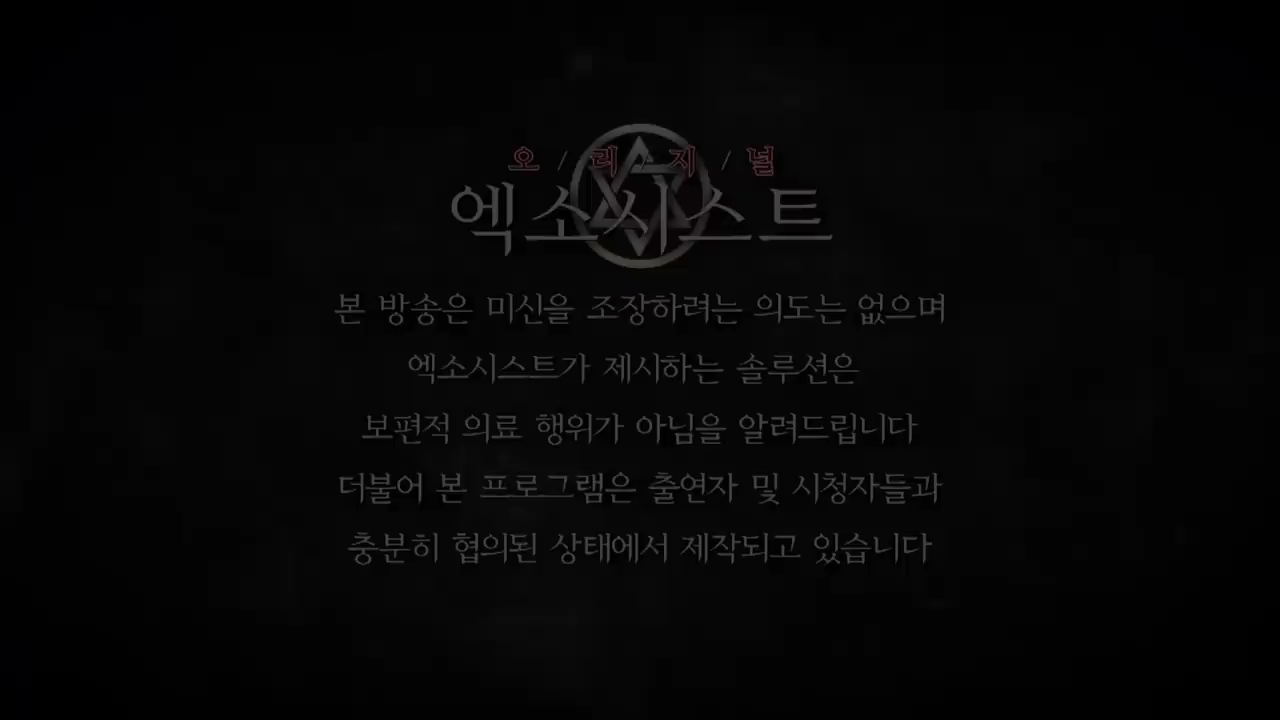 오/리/지/널
엑소시스트
본 방송은 미신을 조장하려는 의도는 없으며
엑소시스트가 제시하는 솔루션은
보편적 의료 행위가 아님을 알려드립니다
더불어 본 프로그램은 출연자 및 시청자들과
충분히 협의된 상태에서 제작되고 있습니다